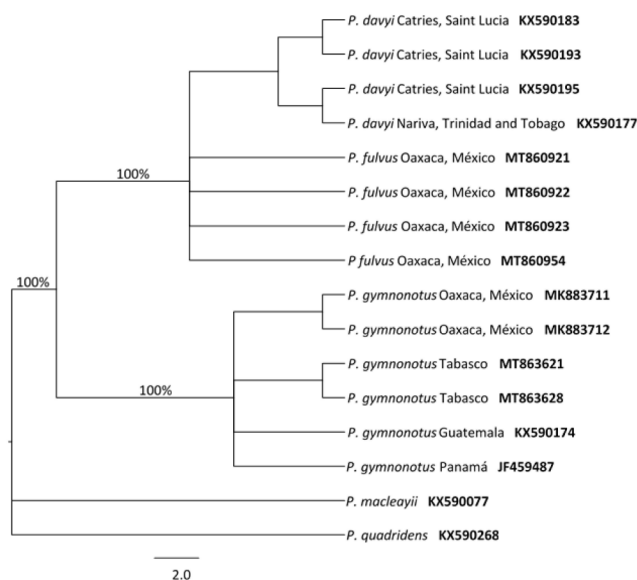 P. davyi Catries, Saint Lucia KX590183
P. davyi Catries, Saint Lucia KX590193
P. davyi Catries, Saint Lucia KX590195
P. davyi Nariva, Trinidad and Tobago KX590177
P. fulvus Oaxaca, México MT860921
100%
P. fulvus Oaxaca, México MT860922
P. fulvus Oaxaca, México MT860923
P fulvus Oaxaca, México MT860954
100%
P. gymnonotus Oaxaca, México MK883711
P. gymnonotus Oaxaca, México MK883712
P. gymnonotus Tabasco MT863621
100%
P. gymnonotus Tabasco MT863628
P. gymnonotus Guatemala KX590174
P. gymnonotus Panamá JF459487
P. macleayii KX590077
P. quadridens KX590268
2.0